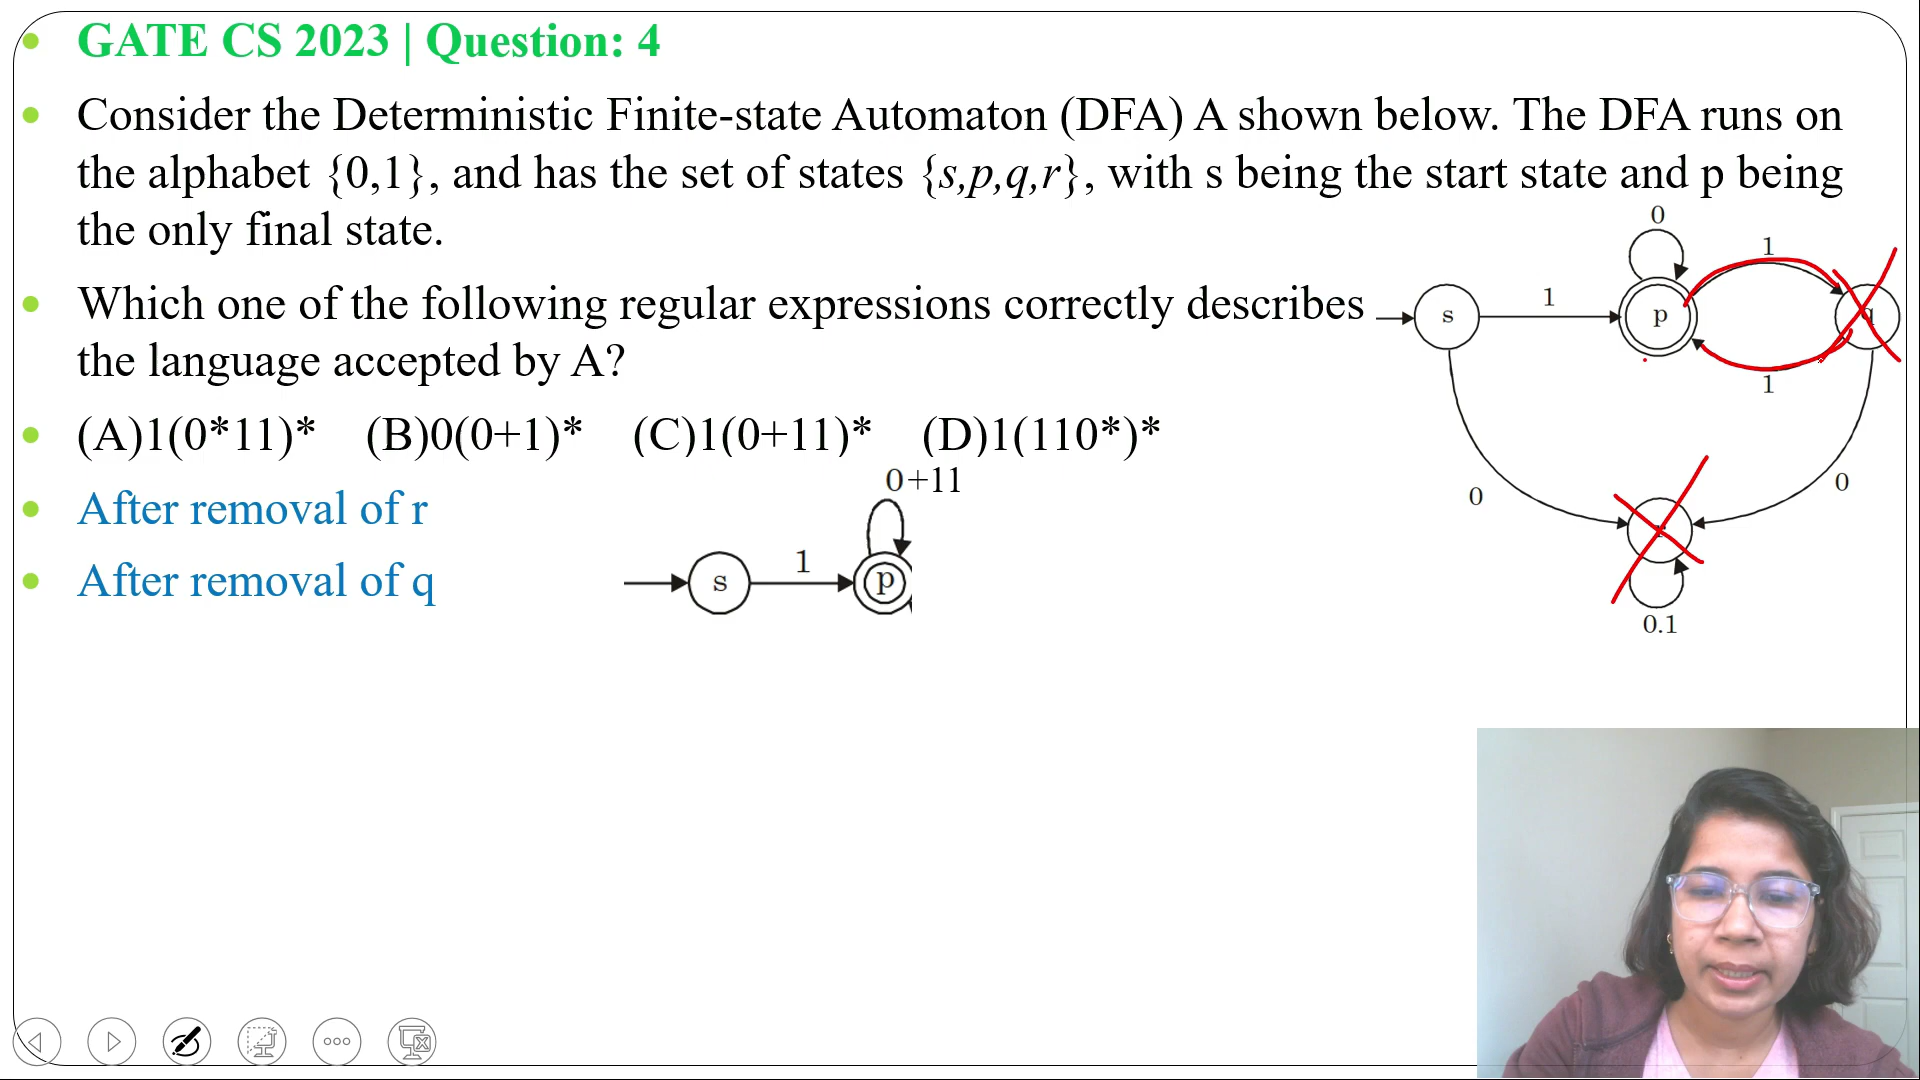 GATE CS 2023 | Question: 4
Consider the Deterministic Finite-state Automaton (DFA) A shown below. The DFA runs on
the alphabet {0,1}, and has the set of states {s,p,q,r}, with s being the start state and p being
the only final state.
Which one of the following regular expressions correctly describes
the language accepted by A?
(A)1(0*11)* (B)0(0+1)* (C)1(0+11)* (D)1(110*)*
After removal of r
After removal of q
0+11
s
1
p
0
1
s
1
p
q
1
0
0
0.1